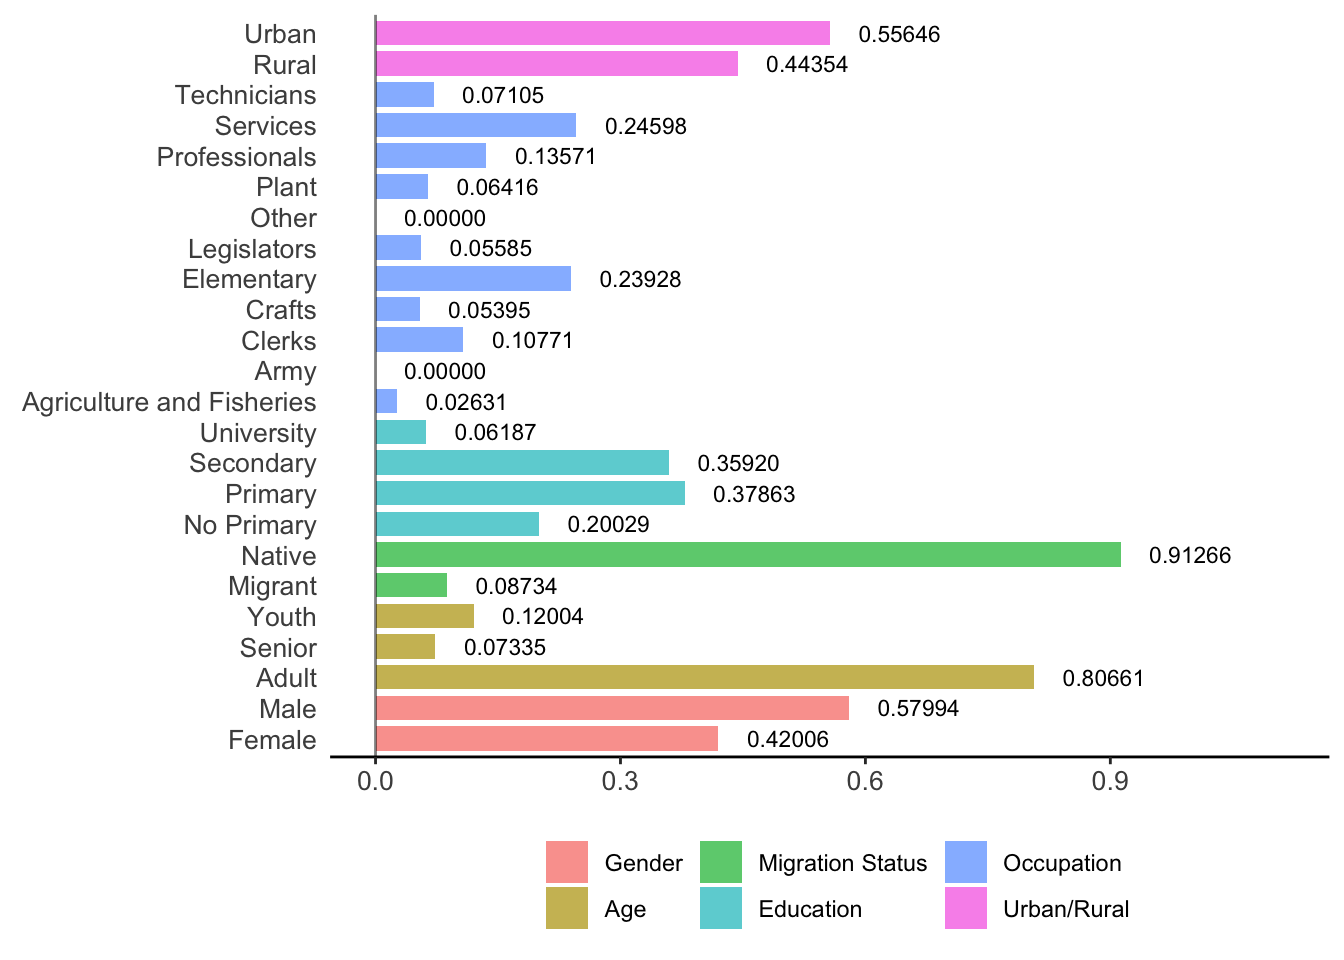 Urban 0.55646
Rural 0.44354
Technicians 0.07105
Services 0.24598
Professionals 0.13571
Plant 0.06416
Other 0.00000
Legislators 0.05585
Elementary 0.23928
Crafts 0.05395
Clerks 0.10771
Army 0.00000
Agriculture and Fisheries 0.02631
University 0.06187
Secondary 0.35920
Primary 0.37863
No Primary 0.20029
Native 0.91266
Migrant 0.08734
Youth 0.12004
Senior 0.07335
Adult 0.80661
Male 0.57994
Female 0.42006
0.0 0.3 0.6 0.9
Gender Migration Status Occupation
Age Education Urban/Rural